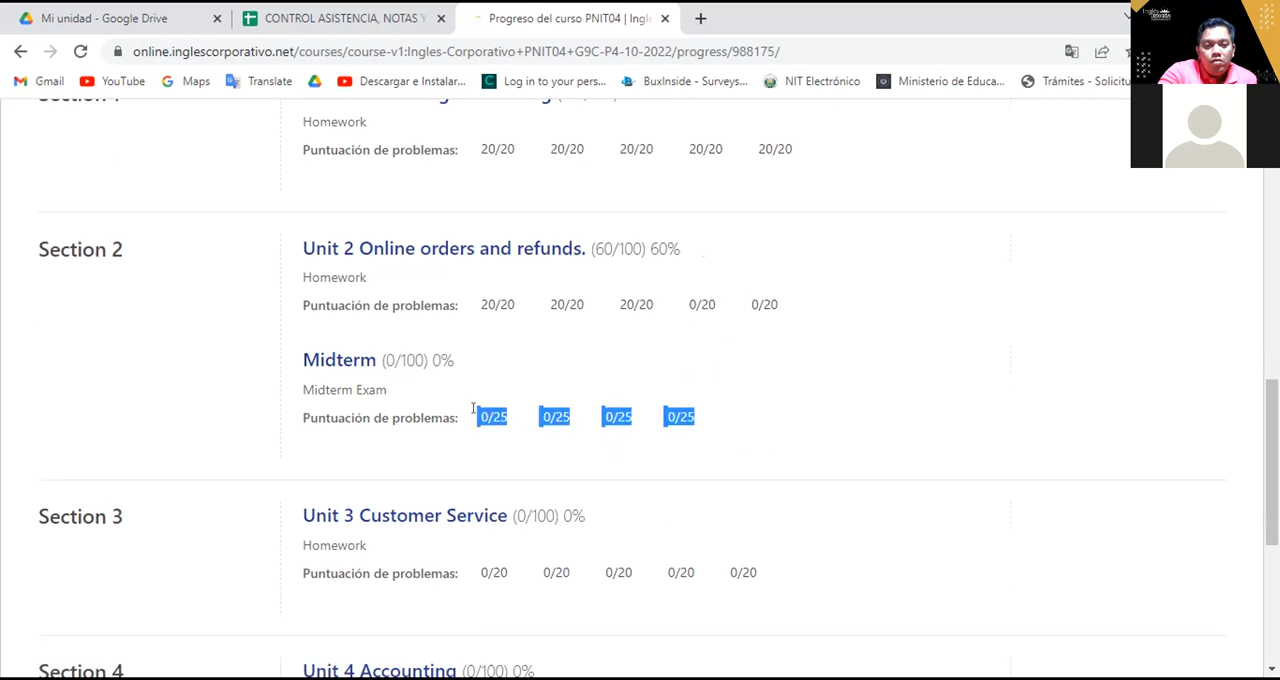 Mi unidad - Google Drive
CONTROL ASISTENCIA, NOTAS Y
Progreso del curso PNIT04 | Ingl
online.inglescorporativo.net/courses/course-v1:Ingles-Corporativo+PNIT04+G9C-P4-10-2022/progress/988175/
Gmail YouTube Maps Translate Descargar e Instalar... Log in to your pers... BuxInside - Surveys... NIT Electrónico Ministerio de Educa... Trámites - Solicitu
Section
Homework
Puntuación de problemas: 20/20 20/20 20/20 20/20 20/20
Section 2
Unit 2 Online orders and refunds. (60/100) 60%
Homework
Puntuación de problemas: 20/20 20/20 20/20 0/20 0/20
Midterm (0/100) 0%
Midterm Exam
Puntuación de problemas: 0/25 0/25 0/25 0/25
Section 3
Unit 3 Customer Service (0/100) 0%
Homework
Puntuación de problemas: 0/20 0/20 0/20 0/20 0/20
Section 4
Unit 4 Accounting (0/100) 0%